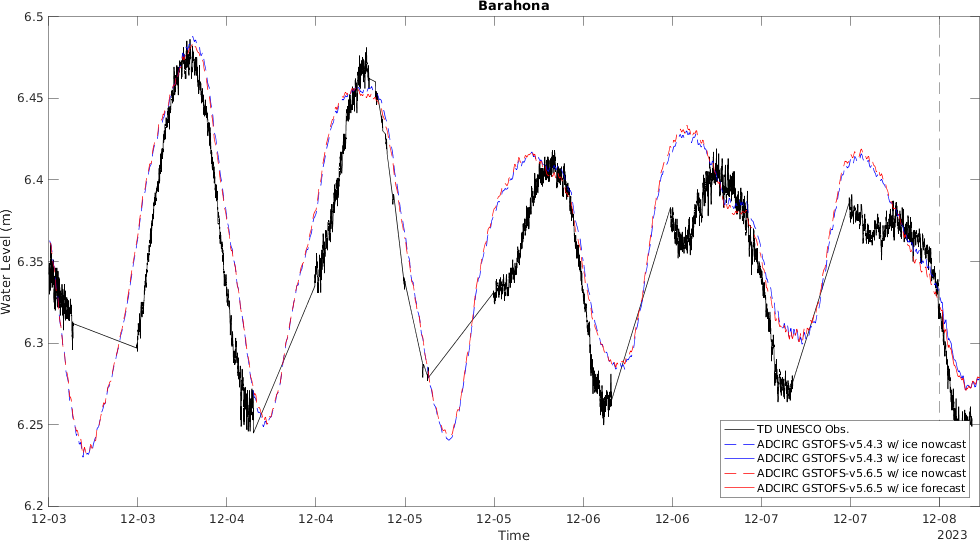 Barahona
6.5
6.45
6.4
6.35
6.3
6.25
6.2
Water Level (m)
12-03 12-03 12-04 12-04 12-05 12-05 12-06 12-06 12-07 12-07 12-08
2023
Time
TD UNESCO Obs.
ADCIRC GSTOFS-v5.4.3 w/ ice nowcast
ADCIRC GSTOFS-v5.4.3 w/ ice forecast
ADCIRC GSTOFS-v5.6.5 w/ ice nowcast
ADCIRC GSTOFS-v5.6.5 w/ ice forecast